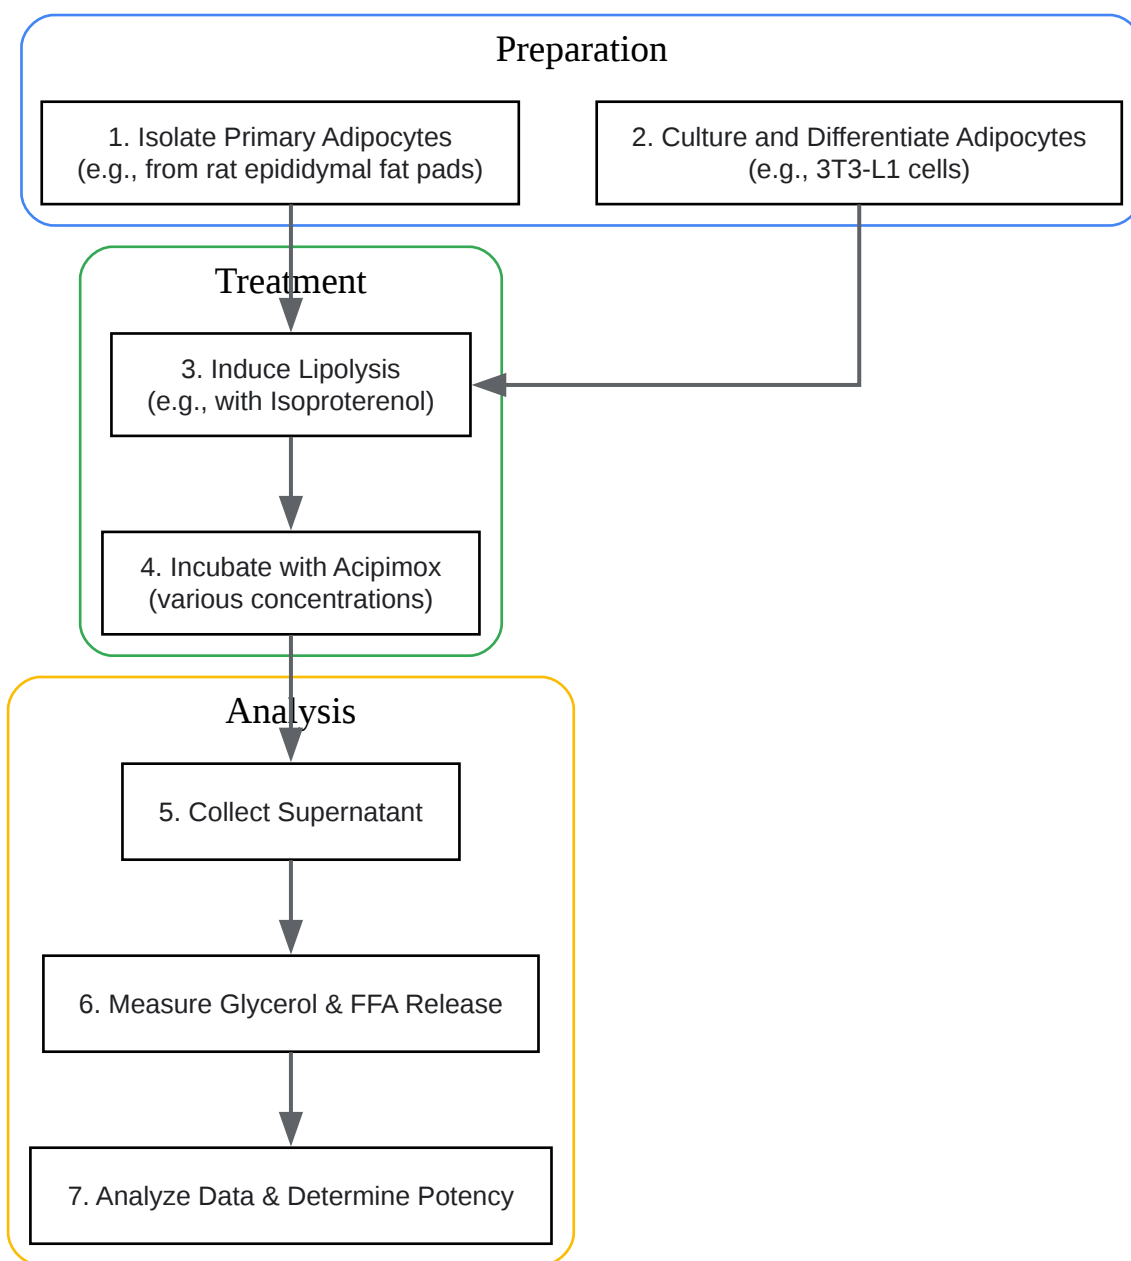 Preparation
1. Isolate Primary Adipocytes
(e.g., from rat epididymal fat pads)
2. Culture and Differentiate Adipocytes
(e.g., 3T3-L1 cells)
Treatment
3. Induce Lipolysis
(e.g., with Isoproterenol)
4. Incubate with Acipimox
(various concentrations)
Analysis
5. Collect Supernatant
6. Measure Glycerol & FFA Release
7. Analyze Data & Determine Potency